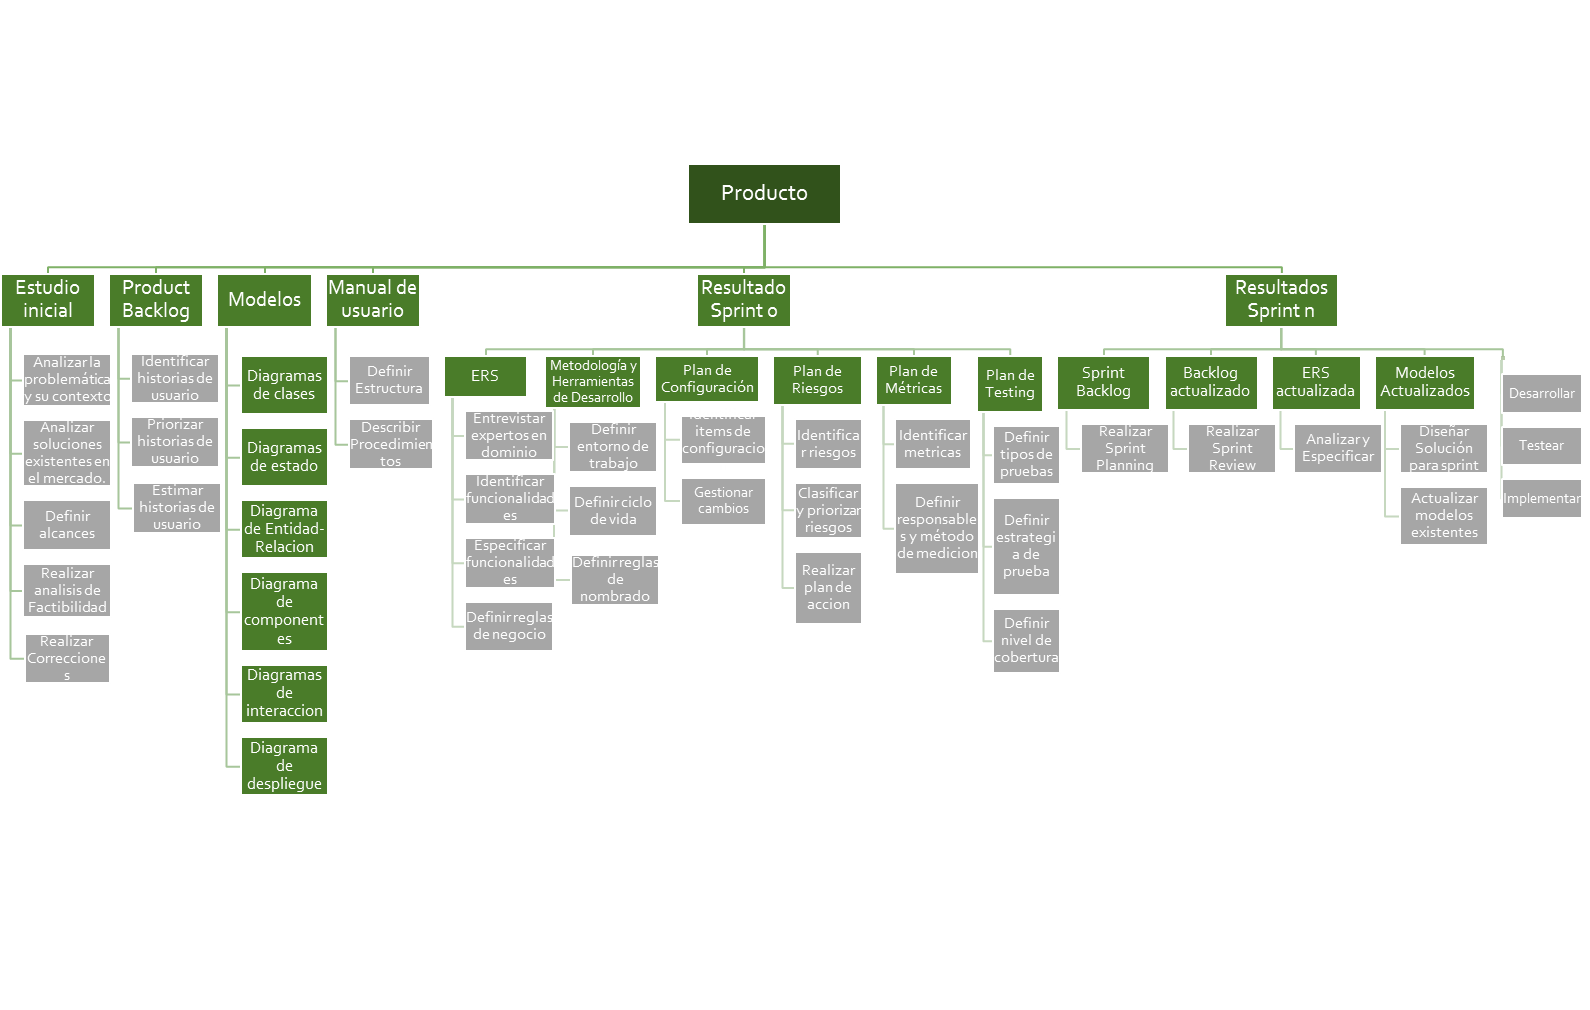 Producto
Estudio
inicial
Product
Backlog
Modelos
Manual de
usuario
Resultado
Sprint 0
Resultados
Sprint n
Analizar la
problemática
y su contexto
Analizar
soluciones
existentes en
el mercado.
Definir
alcances
Realizar
analisis de
Factibilidad
Realizar
Correccione
s
Identificar
historias de
usuario
Priorizar
historias de
usuario
Estimar
historias de
usuario
Diagramas
de clases
Diagramas
de estado
Diagrama
de Entidad-
Relacion
Diagrama
de
component
es
Diagramas
de
interaccion
Diagrama
de
despliegue
Definir
Estructura
Describir
Procedimien
tos
ERS
Entrevistar
expertos en
dominio
Identificar
funcionalidad
es
Especificar
funcionalidad
es
Definir reglas
de negocio
Metodología y
Herramientas
de Desarrollo
Definir
entorno de
trabajo
Definir ciclo
de vida
Definir reglas
de
nombrado
Plan de
Configuración
Identificar
items de
configuracio
Gestionar
cambios
Plan de
Riesgos
Identifica
r riesgos
Clasificar
y priorizar
riesgos
Realizar
plan de
accion
Plan de
Métricas
Identificar
metricas
Definir
responsable
s y método
de medicion
Plan de
Testing
Definir
tipos de
pruebas
Definir
estrategi
a de
prueba
Definir
nivel de
cobertura
Sprint
Backlog
Realizar
Sprint
Planning
Backlog
actualizado
Realizar
Sprint
Review
ERS
actualizada
Analizar y
Especificar
Modelos
Actualizados
Diseñar
Solución
para sprint
Actualizar
modelos
existentes
Desarrollar
Testear
Implementar